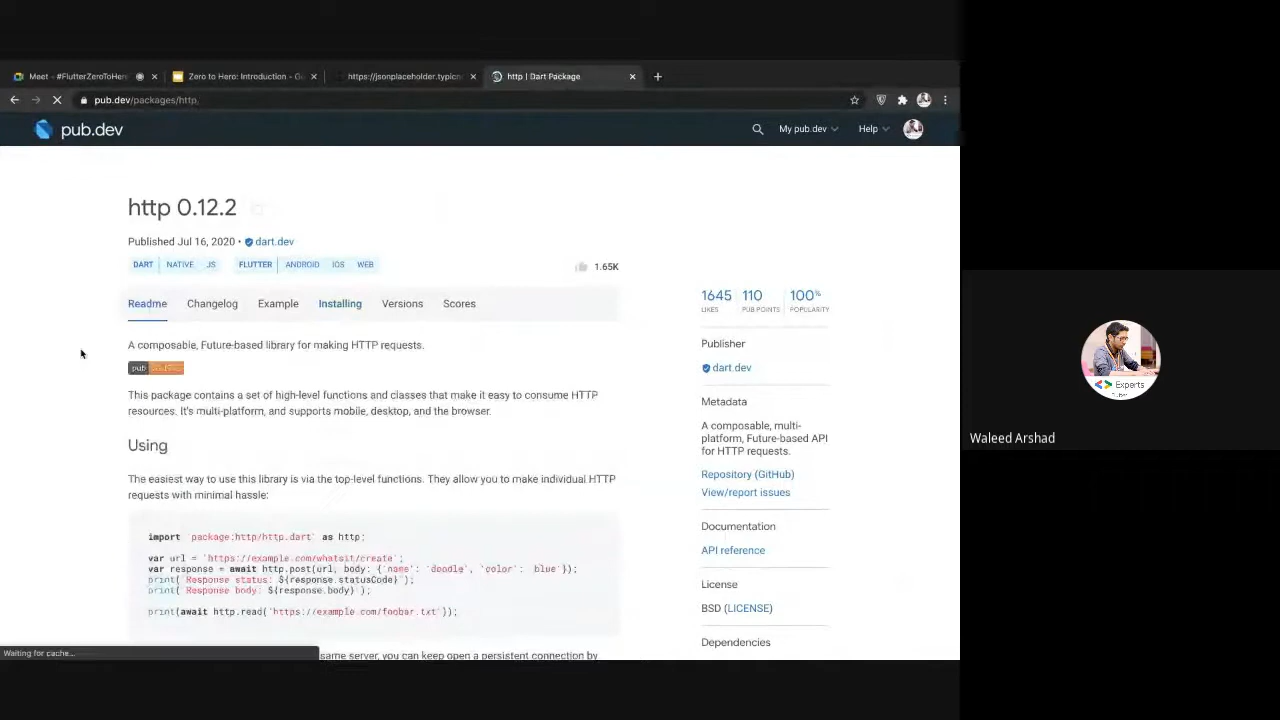 Meet - #FlutterZeroToHer
Zero to Hero: Introduction - G
https://jsonplaceholder.typico
http | Dart Package
pub.dev/packages/http
pub.dev
My pub.dev
Help
http 0.12.2
Published Jul 16, 2020 • dart.dev
DART NATIVE JS FLUTTER ANDROID IOS WEB
1.65K
Readme Changelog Example Installing Versions Scores
A composable, Future-based library for making HTTP requests.
pub
This package contains a set of high-level functions and classes that make it easy to consume HTTP
resources. It's multi-platform, and supports mobile, desktop, and the browser.
Using
The easiest way to use this library is via the top-level functions. They allow you to make individual HTTP
requests with minimal hassle:
import 'package:http/http.dart' as http;
var url = 'https://example.com/whatsit/create';
var response = await http.post(url, body: {'name': 'doodle', 'color': 'blue'});
print('Response status: ${response.statusCode}');
print('Response body: ${response.body}');
print(await http.read('https://example.com/foobar.txt'));
same server, you can keep open a persistent connection by
Waiting for cache...
1645 110 100%
LIKES PUB POINTS POPULARITY
Publisher
dart.dev
Metadata
A composable, multi-
platform, Future-based API
for HTTP requests.
Repository (GitHub)
View/report issues
Documentation
API reference
License
BSD (LICENSE)
Dependencies
Experts
Waleed Arshad